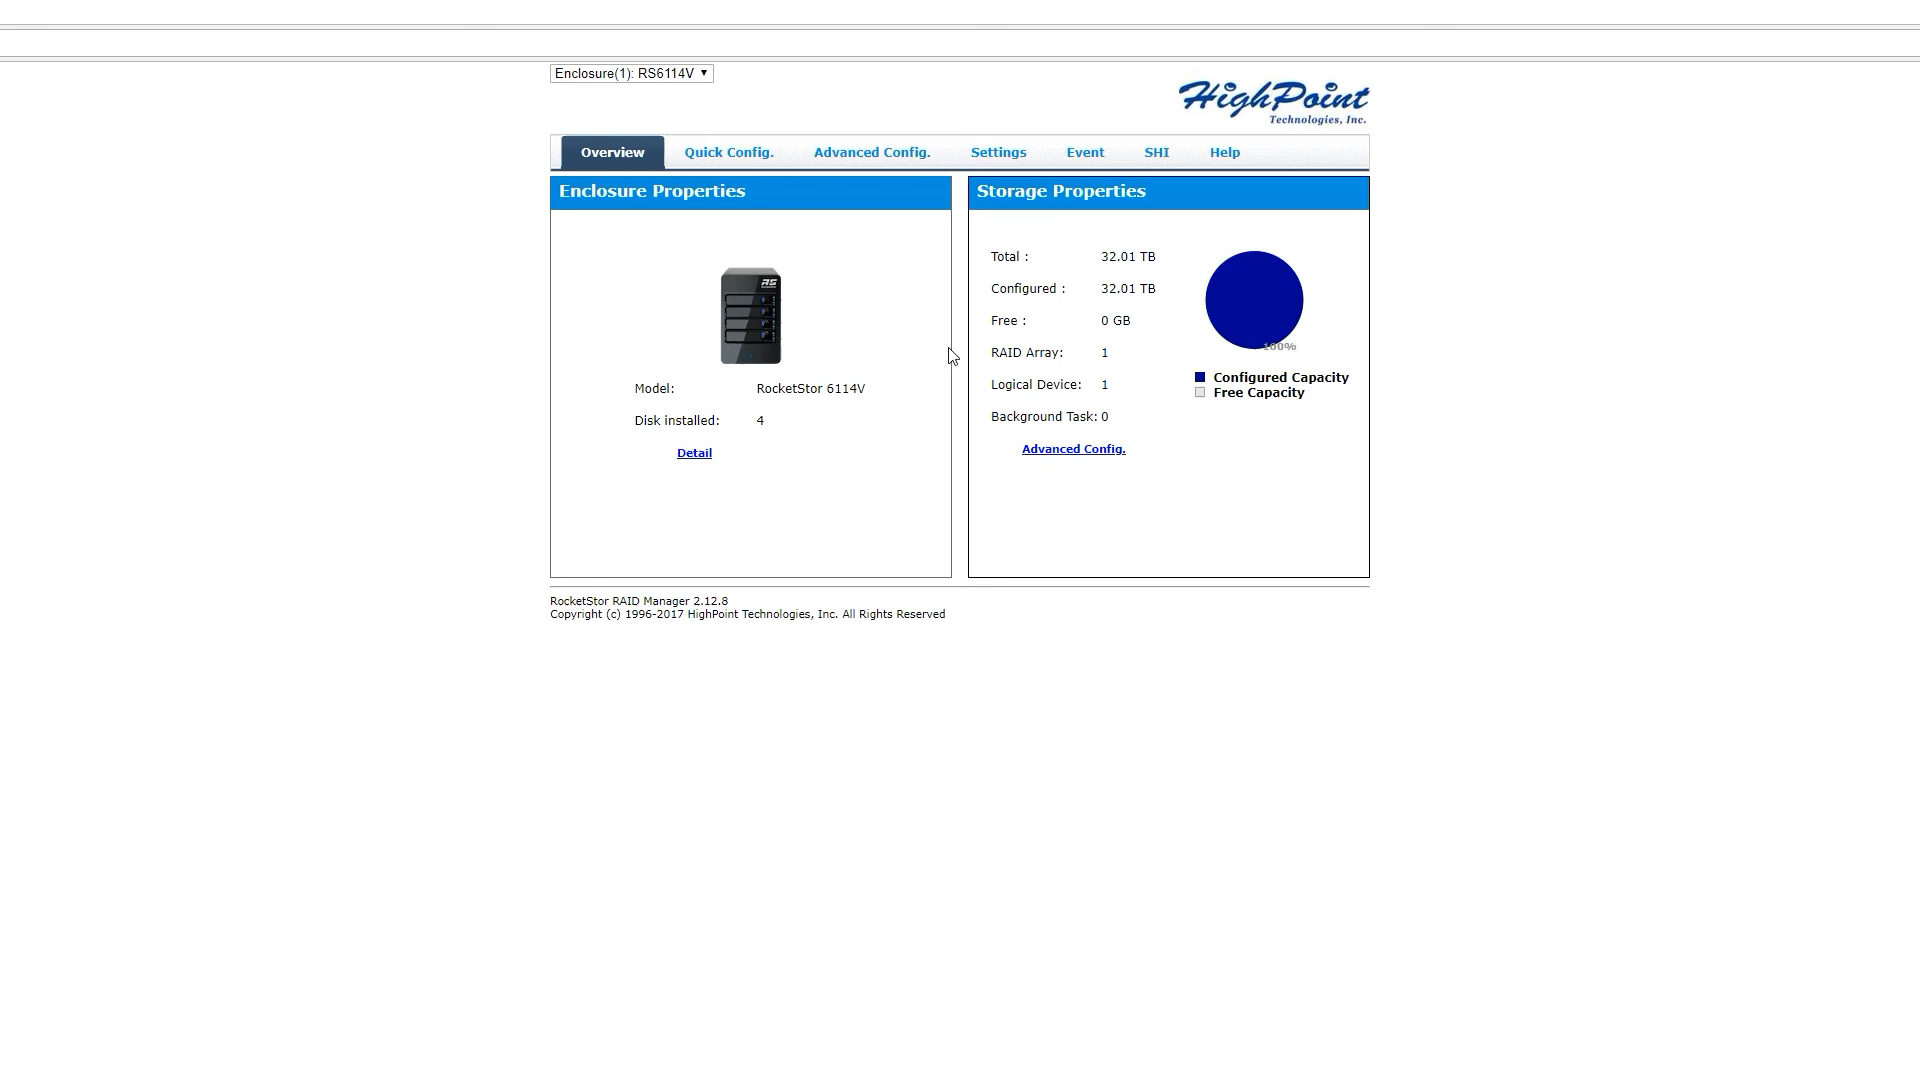 Enclosure(1): RS6114V
HighPoint
Technologies, Inc.
Overview Quick Config. Advanced Config. Settings Event SHI Help
Enclosure Properties
RS
Model: RocketStor 6114V
Disk installed: 4
Detail
Storage Properties
Total : 32.01 TB
Configured : 32.01 TB
Free : 0 GB
RAID Array: 1
Logical Device: 1
Background Task: 0
Advanced Config.
100%
Configured Capacity
Free Capacity
RocketStor RAID Manager 2.12.8
Copyright (c) 1996-2017 HighPoint Technologies, Inc. All Rights Reserved